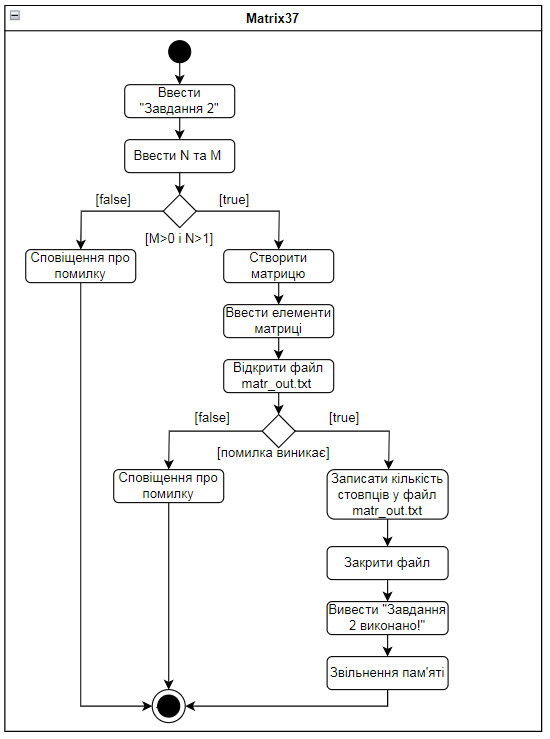 Matrix37
Ввести
"Завдання 2"
Ввести N та M
[false]
[true]
[M>0 і N>1]
Сповіщення про
помилку
Створити
матрицю
Ввести елементи
матриці
Відкрити файл
matr_out.txt
[false]
[true]
[помилка виникає]
Сповіщення про
помилку
Записати кількість
стовпців у файл
matr_out.txt
Закрити файл
Вивести "Завдання
2 виконано!"
Звільнення пам'яті